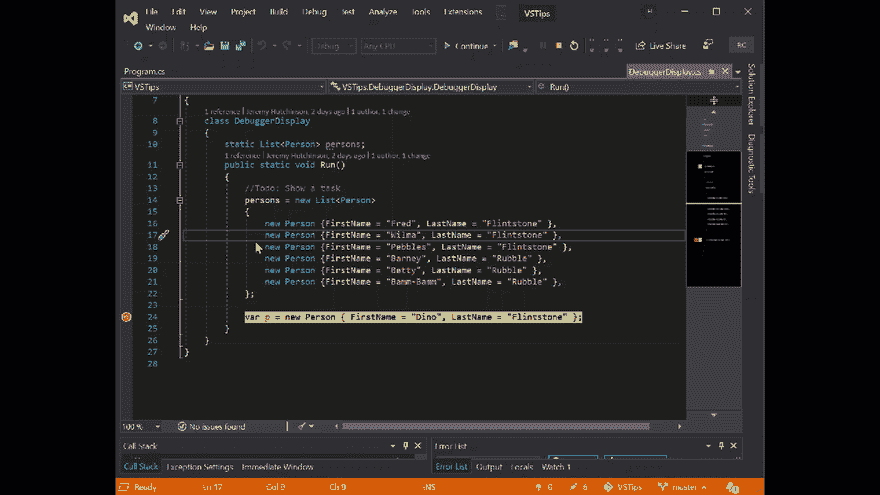 File Edit View Project Build Debug Test Analyze Tools Extensions VSTips
Window Help
Debug Any CPU Continue Live Share
Program.cs DebuggerDisplay.cs
VSTips VSTips.DebuggerDisplay.DebuggerDisplay Run()
7 {
1 reference | Jeremy Hutchinson, 2 days ago | 1 author, 1 change
8 class DebuggerDisplay
9 {
10 static List<Person> persons;
1 reference | Jeremy Hutchinson, 2 days ago | 1 author, 1 change
11 public static void Run()
12 {
13 //Todo: Show a task
14 persons = new List<Person>
15 {
16 new Person {FirstName = "Fred", LastName = "Flintstone" },
17 new Person {FirstName = "Wilma", LastName = "Flintstone" },
18 new Person {FirstName = "Pebbles", LastName = "Flintstone" },
19 new Person {FirstName = "Barney", LastName = "Rubble" },
20 new Person {FirstName = "Betty", LastName = "Rubble" },
21 new Person {FirstName = "Bamm-Bamm", LastName = "Rubble" },
22 };
23
24 var p = new Person { FirstName = "Dino", LastName = "Flintstone" };
25 }
26 }
27 }
28
Solution Explorer
Diagnostic Tools
100 % No issues found
Call Stack Error List
Call Stack Exception Settings Immediate Window Error List Output Locals Watch 1
Ready Ln 17 Col 9 Ch 9 INS 0 6 VSTips master